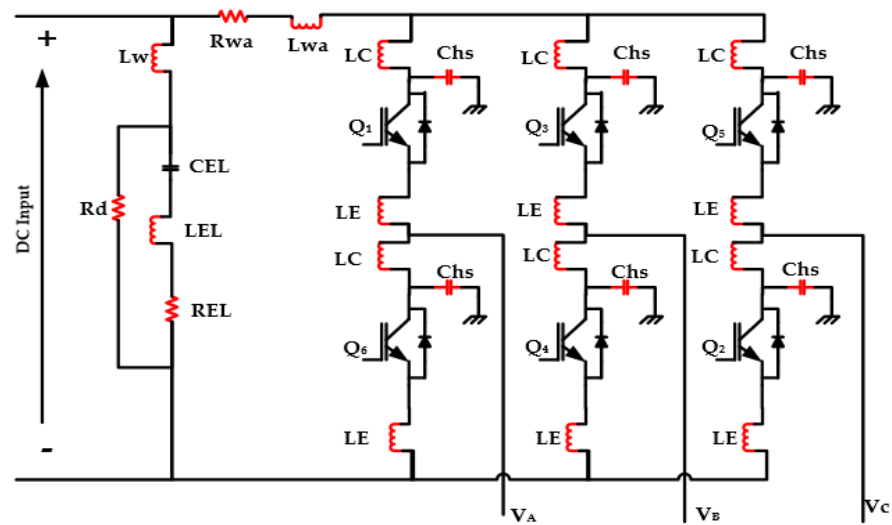 +
Rwa
Lwa
Lw
LC
Chs
LC
Chs
LC
Chs
Q1
Q3
Q5
CEL
Rd
LEL
DC Input
LE
LE
LE
LC
LC
LC
Chs
Chs
Chs
REL
Q6
Q4
Q2
LE
LE
LE
-
VA
VB
VC